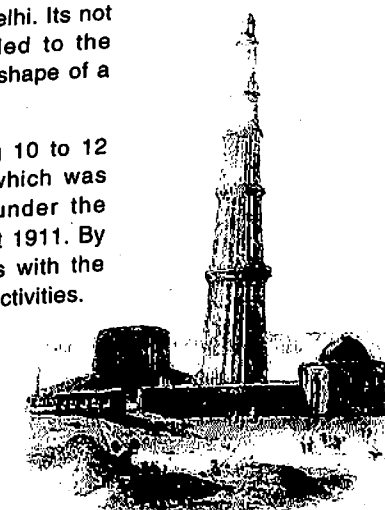 elhi. Its not
ied to the
shape of a
g 10 to 12
which was
under the
t 1911. By
s with the
ctivities.